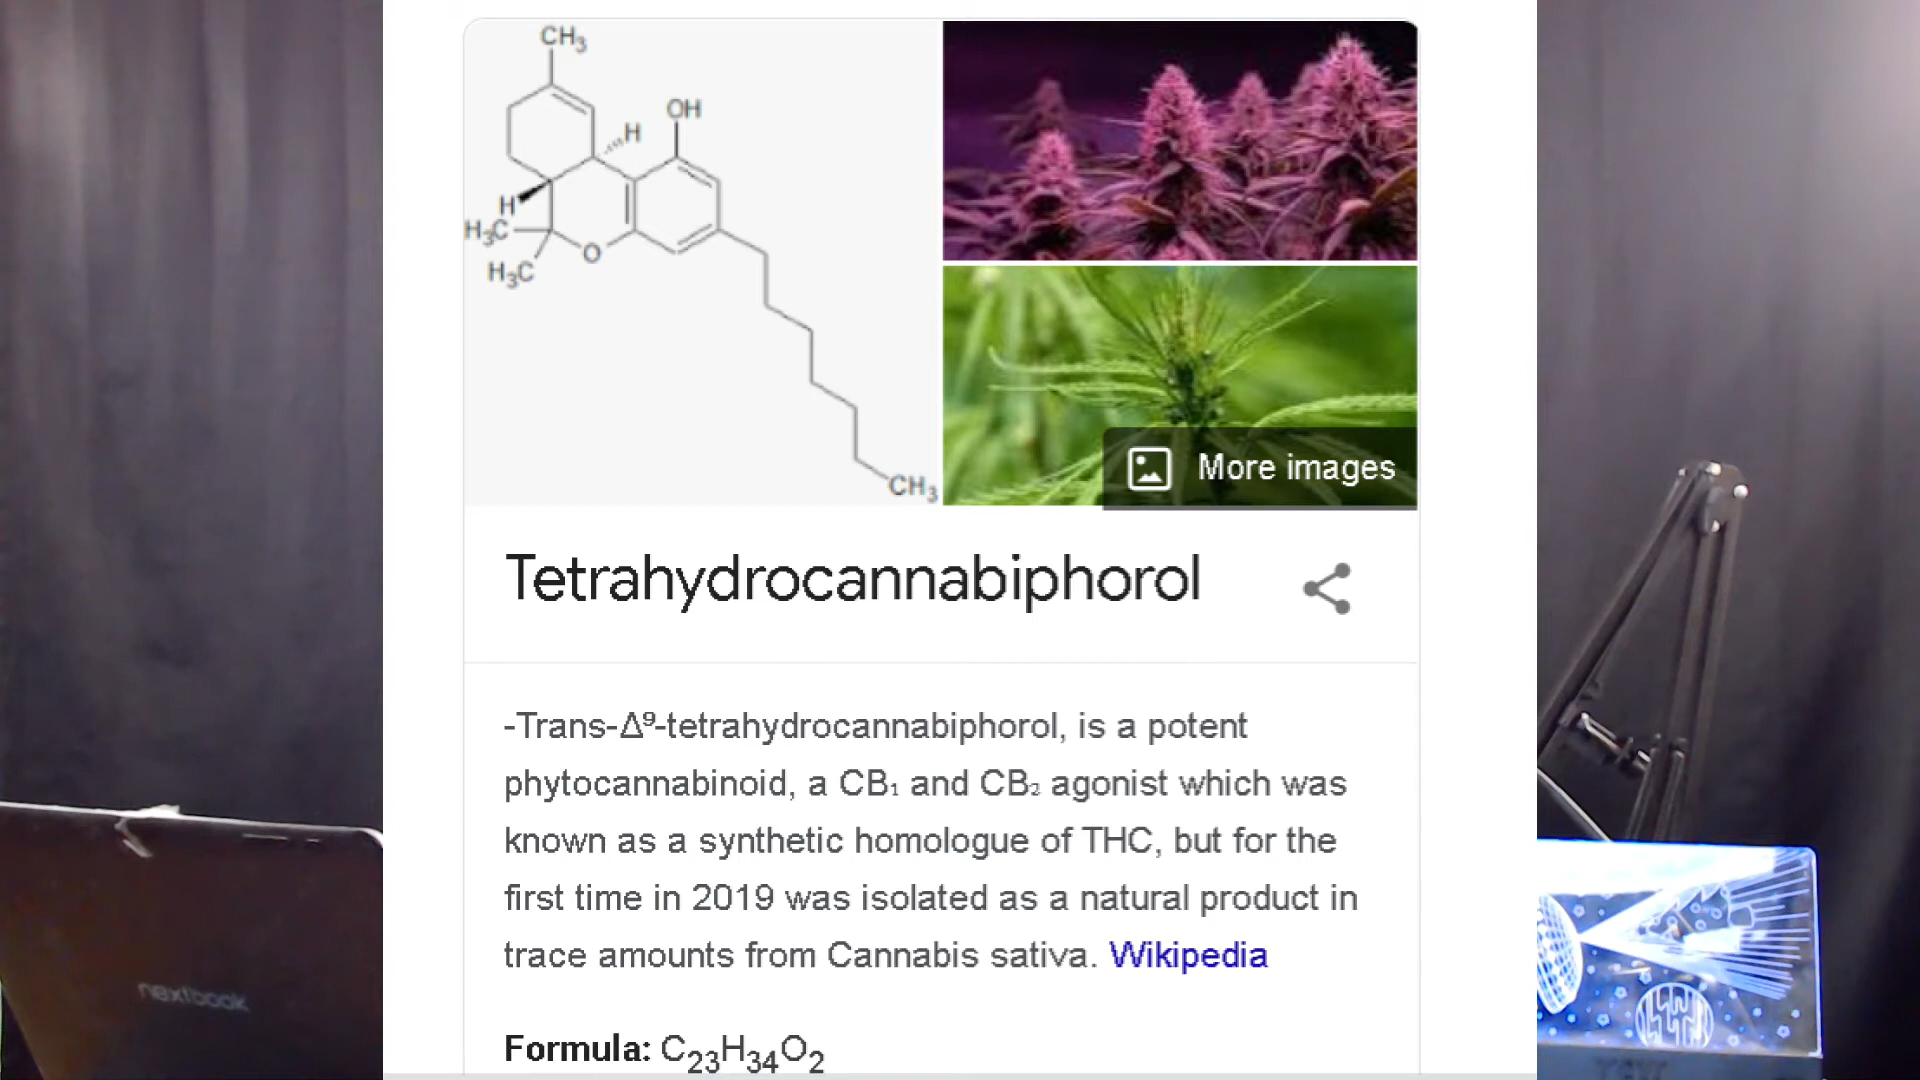 CH₃
OH
H
H
H₃C
O
H₃C
CH₃
More images
Tetrahydrocannabiphorol
-Trans-Δ⁹-tetrahydrocannabiphorol, is a potent
phytocannabinoid, a CB₁ and CB₂ agonist which was
known as a synthetic homologue of THC, but for the
first time in 2019 was isolated as a natural product in
trace amounts from Cannabis sativa. Wikipedia
Formula: C₂₃H₃₄O₂
nextbook